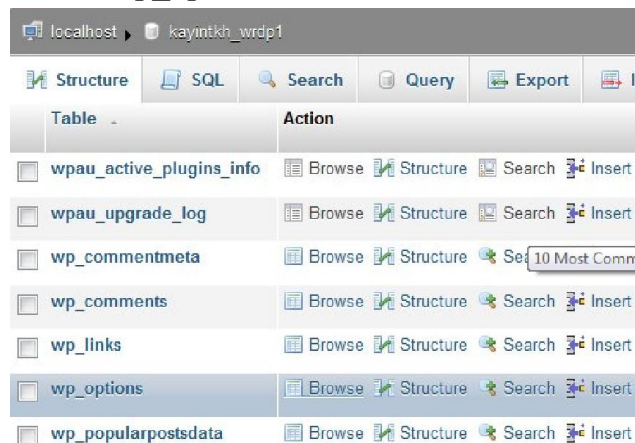 localhost kayintkh_wrdp1
Structure SQL Search Query Export
Table Action
wpau_active_plugins_info Browse Structure Search Insert
wpau_upgrade_log Browse Structure Search Insert
wp_commentmeta Browse Structure Sea 10 Most Comm
wp_comments Browse Structure Search Insert
wp_links Browse Structure Search Insert
wp_options Browse Structure Search Insert
wp_popularpostsdata Browse Structure Search Insert